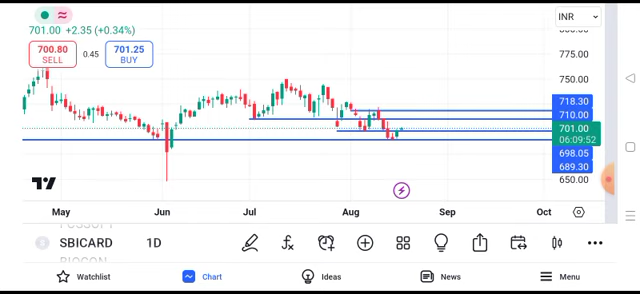 INR
701.00 +2.35 (+0.34%)
700.80 SELL 0.45 701.25 BUY
775.00
750.00
718.30
710.00
701.00
06:09:52
698.05
689.30
650.00
May Jun Jul Aug Sep Oct
SBICARD 1D
Watchlist Chart Ideas News Menu